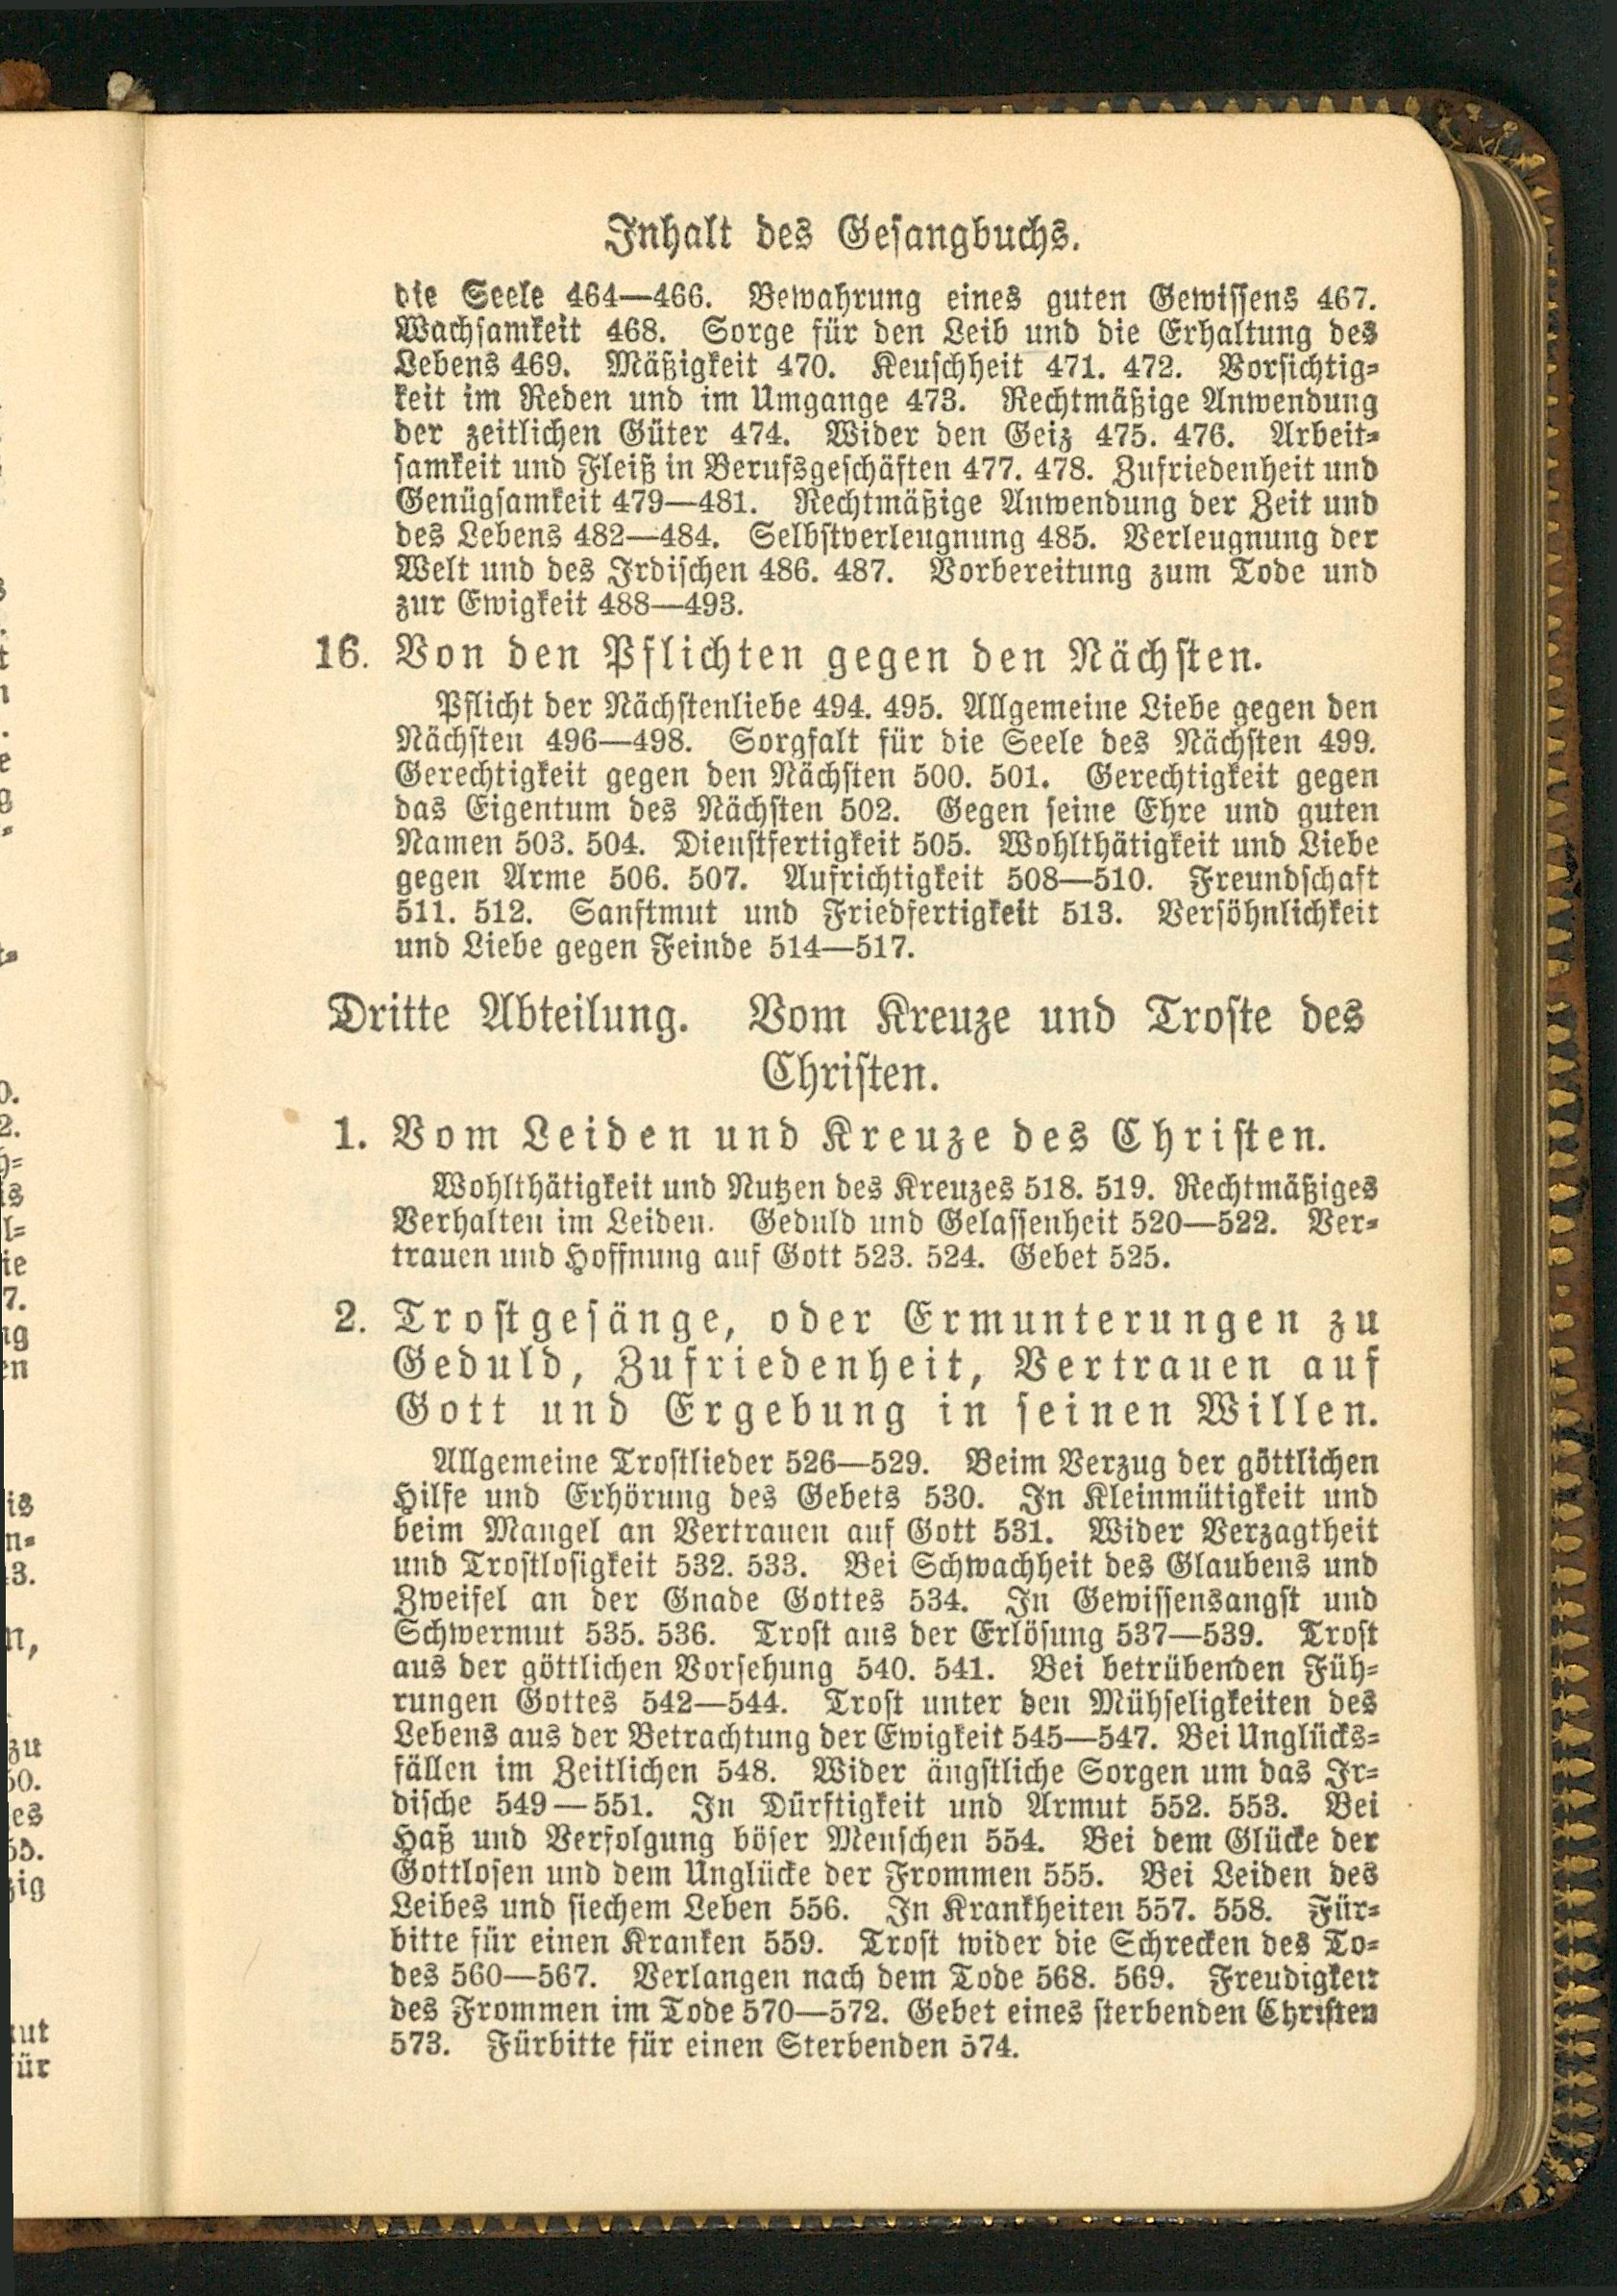 Inhalt des Gesangbuchs.
die Seele 464—466. Bewahrung eines guten Gewissens 467.
Wachsamkeit 468. Sorge für den Leib und die Erhaltung des
Lebens 469. Mäßigkeit 470. Keuschheit 471. 472. Vorsichtig-
keit im Reden und im Umgange 473. Rechtmäßige Anwendung
der zeitlichen Güter 474. Wider den Geiz 475. 476. Arbeit-
samkeit und Fleiß in Berufsgeschäften 477. 478. Zufriedenheit und
Genügsamkeit 479—481. Rechtmäßige Anwendung der Zeit und
des Lebens 482—484. Selbstverleugnung 485. Verleugnung der
Welt und des Irdischen 486. 487. Vorbereitung zum Tode und
zur Ewigkeit 488—493.
16. Von den Pflichten gegen den Nächsten.
Pflicht der Nächstenliebe 494. 495. Allgemeine Liebe gegen den
Nächsten 496—498. Sorgfalt für die Seele des Nächsten 499.
Gerechtigkeit gegen den Nächsten 500. 501. Gerechtigkeit gegen
das Eigentum des Nächsten 502. Gegen seine Ehre und guten
Namen 503. 504. Dienstfertigkeit 505. Wohlthätigkeit und Liebe
gegen Arme 506. 507. Aufrichtigkeit 508—510. Freundschaft
511. 512. Sanftmut und Friedfertigkeit 513. Versöhnlichkeit
und Liebe gegen Feinde 514—517.
Dritte Abteilung. Vom Kreuze und Troste des
Christen.
1. Vom Leiden und Kreuze des Christen.
Wohlthätigkeit und Nutzen des Kreuzes 518. 519. Rechtmäßiges
Verhalten im Leiden. Geduld und Gelassenheit 520—522. Ver-
trauen und Hoffnung auf Gott 523. 524. Gebet 525.
2. Trostgesänge, oder Ermunterungen zu
Geduld, Zufriedenheit, Vertrauen auf
Gott und Ergebung in seinen Willen.
Allgemeine Trostlieder 526—529. Beim Verzug der göttlichen
Hilfe und Erhörung des Gebets 530. In Kleinmütigkeit und
beim Mangel an Vertrauen auf Gott 531. Wider Verzagtheit
und Trostlosigkeit 532. 533. Bei Schwachheit des Glaubens und
Zweifel an der Gnade Gottes 534. In Gewissensangst und
Schwermut 535. 536. Trost aus der Erlösung 537—539. Trost
aus der göttlichen Vorsehung 540. 541. Bei betrübenden Füh-
rungen Gottes 542—544. Trost unter den Mühseligkeiten des
Lebens aus der Betrachtung der Ewigkeit 545—547. Bei Unglücks-
fällen im Zeitlichen 548. Wider ängstliche Sorgen um das Ir-
dische 549—551. In Dürftigkeit und Armut 552. 553. Bei
Haß und Verfolgung böser Menschen 554. Bei dem Glücke der
Gottlosen und dem Unglücke der Frommen 555. Bei Leiden des
Leibes und siechem Leben 556. In Krankheiten 557. 558. Für-
bitte für einen Kranken 559. Trost wider die Schrecken des To-
des 560—567. Verlangen nach dem Tode 568. 569. Freudigkeit
des Frommen im Tode 570—572. Gebet eines sterbenden Christen
573. Fürbitte für einen Sterbenden 574.